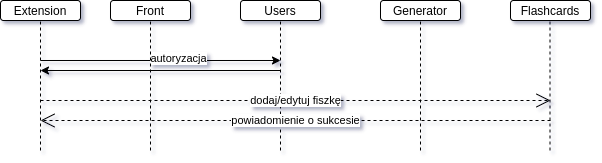 Extension
Front
Users
Generator
Flashcards
autoryzacja
dodaj/edytuj fiszkę
powiadomienie o sukcesie